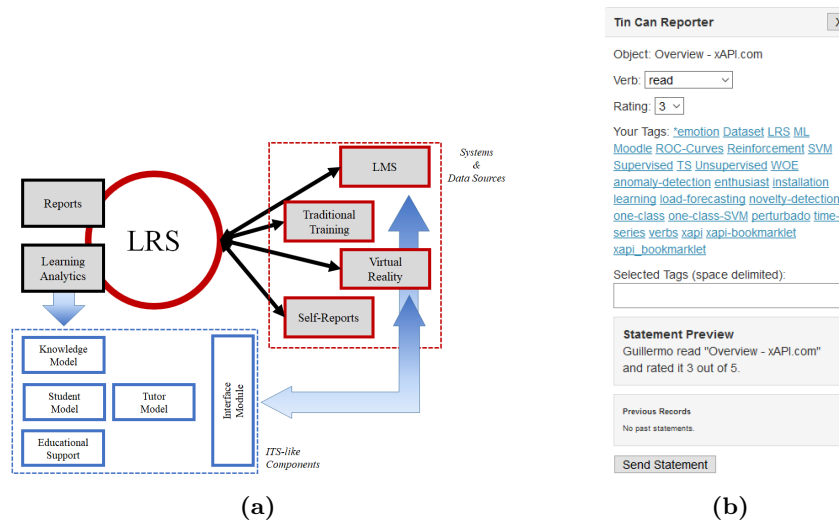 Reports
Learning
Analytics
LRS
LMS
Traditional
Training
Virtual
Reality
Self-Reports
Systems
&
Data Sources
Knowledge
Model
Student
Model
Tutor
Model
Educational
Support
Interface
Module
ITS-like
Components
(a)
Tin Can Reporter
X
Object: Overview - xAPI.com
Verb: read
Rating: 3
Your Tags: *emotion Dataset LRS ML
Moodle ROC-Curves Reinforcement SVM
Supervised TS Unsupervised WOE
anomaly-detection enthusiast installation
learning load-forecasting novelty-detection
one-class one-class-SVM perturbado time-
series verbs xapi xapi-bookmarklet
xapi_bookmarklet
Selected Tags (space delimited):
Statement Preview
Guillermo read "Overview - xAPI.com"
and rated it 3 out of 5.
Previous Records
No past statements.
Send Statement
(b)